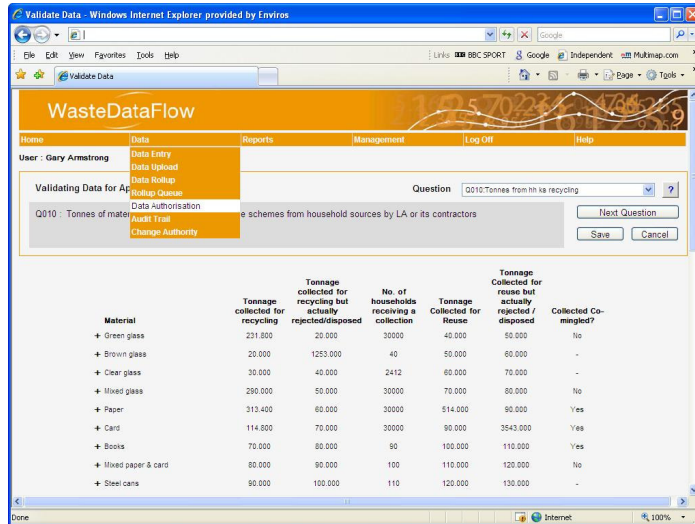 Validate Data - Windows Internet Explorer provided by Enviros
Google
File Edit View Favorites Tools Help
Links BBC SPORT Google Independent Multimap.com
Validate Data
Page Tools
WasteDataFlow
Home Data Reports Management Log Off Help
User : Gary Armstrong
Data Entry
Data Upload
Data Rollup
Rollup Queue
Data Authorisation
Audit Trail
Change Authority
Validating Data for Ap
Question Q010:Tonnes from hh ks recycling ?
Q010 : Tonnes of mater e schemes from household sources by LA or its contractors
Next Question
Save Cancel
Material Tonnage collected for recycling Tonnage collected for recycling but actually rejected/disposed No. of households receiving a collection Tonnage Collected for Reuse Tonnage Collected for reuse but actually rejected / disposed Collected Co-mingled?
+ Green glass 231.800 20.000 30000 40.000 50.000 No
+ Brown glass 20.000 1253.000 40 50.000 60.000 -
+ Clear glass 30.000 40.000 2412 60.000 70.000 -
+ Mixed glass 290.000 50.000 30000 70.000 80.000 No
+ Paper 313.400 60.000 30000 514.000 90.000 Yes
+ Card 114.800 70.000 30000 90.000 3543.000 Yes
+ Books 70.000 80.000 90 100.000 110.000 Yes
+ Mixed paper & card 80.000 90.000 100 110.000 120.000 No
+ Steel cans 90.000 100.000 110 120.000 130.000 -
Done Internet 100%